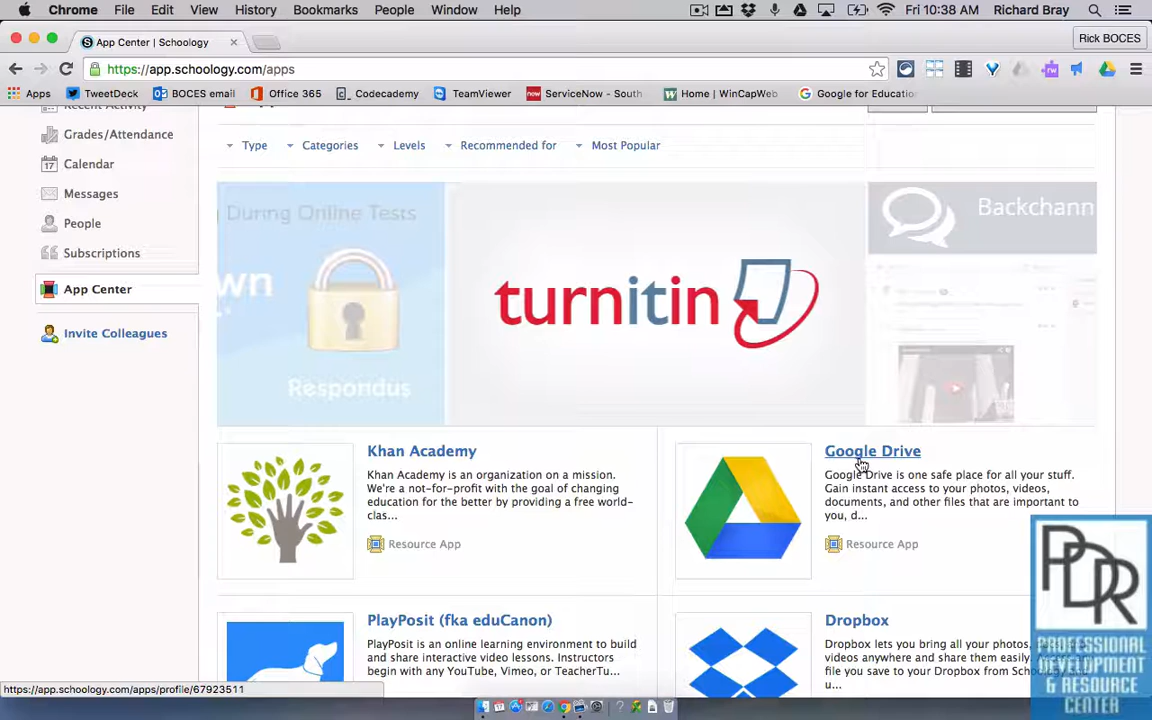 Chrome File Edit View History Bookmarks People Window Help Fri 10:38 AM Richard Bray
App Center | Schoology Rick BOCES
https://app.schoology.com/apps
Apps TweetDeck BOCES email Office 365 Codecademy TeamViewer ServiceNow - South Home | WinCapWeb Google for Educatio
Recent Activity
Grades/Attendance
Calendar
Messages
People
Subscriptions
App Center
Invite Colleagues
Type Categories Levels Recommended for Most Popular
During Online Tests
wn
Respondus
turnitin
Backchann
Khan Academy
Khan Academy is an organization on a mission.
We're a not-for-profit with the goal of changing
education for the better by providing a free world-
clas...
Resource App
Google Drive
Google Drive is one safe place for all your stuff.
Gain instant access to your photos, videos,
documents, and other files that are important to
you, d...
Resource App
PlayPosit (fka eduCanon)
PlayPosit is an online learning environment to build
and share interactive video lessons. Instructors
begin with any YouTube, Vimeo, or TeacherTu...
Dropbox
Dropbox lets you bring all your photos,
videos anywhere and share them easily.
file you save to your Dropbox from Schoology
u...
https://app.schoology.com/apps/profile/67923511
PDRC
PROFESSIONAL
DEVELOPMENT
& RESOURCE
CENTER